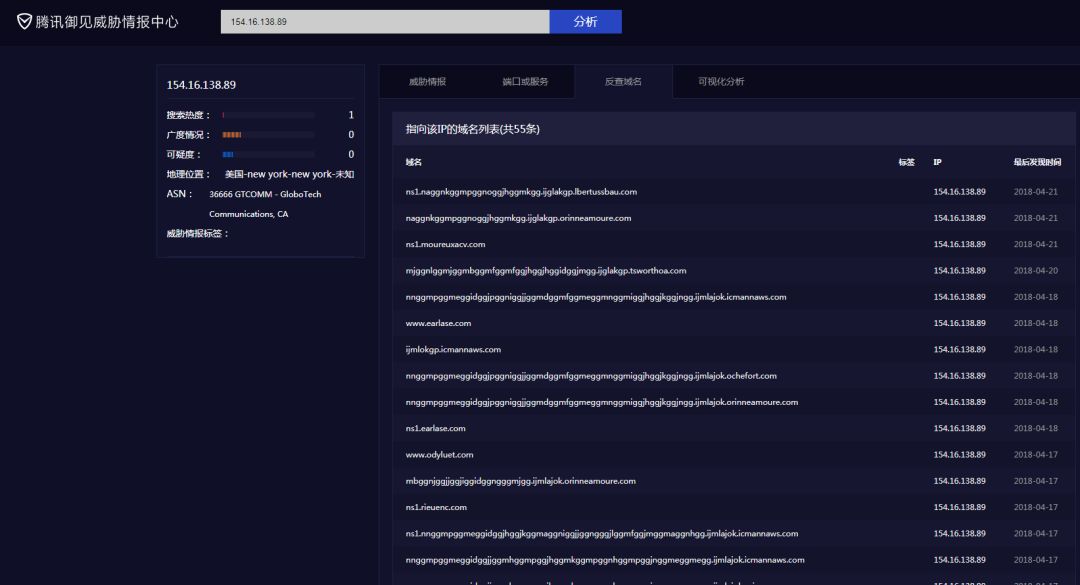 腾讯御见威胁情报中心
154.16.138.89 分析
154.16.138.89
搜索热度： 1
广度情况： 0
可疑度： 0
地理位置： 美国-new york-new york-未知
ASN： 36666 GTCOMM - GloboTech
Communications, CA
威胁情报标签：
威胁情报 端口或服务 反查域名 可视化分析
指向该IP的域名列表(共55条)
域名 标签 IP 最后发现时间
ns1.naggnkggmpggnoggjhggmkgg.ijglakgp.lbertussbau.com 154.16.138.89 2018-04-21
naggnkggmpggnoggjhggmkgg.ijglakgp.orinneamoure.com 154.16.138.89 2018-04-21
ns1.moureuxacv.com 154.16.138.89 2018-04-21
mjggnlggmjggmbggmfggmfggjhggjhggidggjmgg.ijglakgp.tsworthoa.com 154.16.138.89 2018-04-20
nnggmpggmeggidggjpggniggjjggmdggmfggmeggmnggmiggjhggjkggjngg.ijmlajok.icmannaws.com 154.16.138.89 2018-04-18
www.earlase.com 154.16.138.89 2018-04-18
ijmlokgp.icmannaws.com 154.16.138.89 2018-04-18
nnggmpggmeggidggjpggniggjjggmdggmfggmeggmnggmiggjhggjkggjngg.ijmlajok.ochefort.com 154.16.138.89 2018-04-18
nnggmpggmeggidggjpggniggjjggmdggmfggmeggmnggmiggjhggjkggjngg.ijmlajok.orinneamoure.com 154.16.138.89 2018-04-18
ns1.earlase.com 154.16.138.89 2018-04-18
www.odyluet.com 154.16.138.89 2018-04-17
mbggnjggjjggjiggidggngggmjgg.ijmlajok.orinneamoure.com 154.16.138.89 2018-04-17
ns1.rieuenc.com 154.16.138.89 2018-04-17
ns1.nnggmpggmeggidggjhggjkggmaggniggjjggngggjlggmfggjmggmaggnhgg.ijmlajok.icmannaws.com 154.16.138.89 2018-04-17
nnggmpggmeggidggjjggmhggmpggjhggmkggmpggnhggmpggjnggmeggmegg.ijmlajok.icmannaws.com 154.16.138.89 2018-04-17